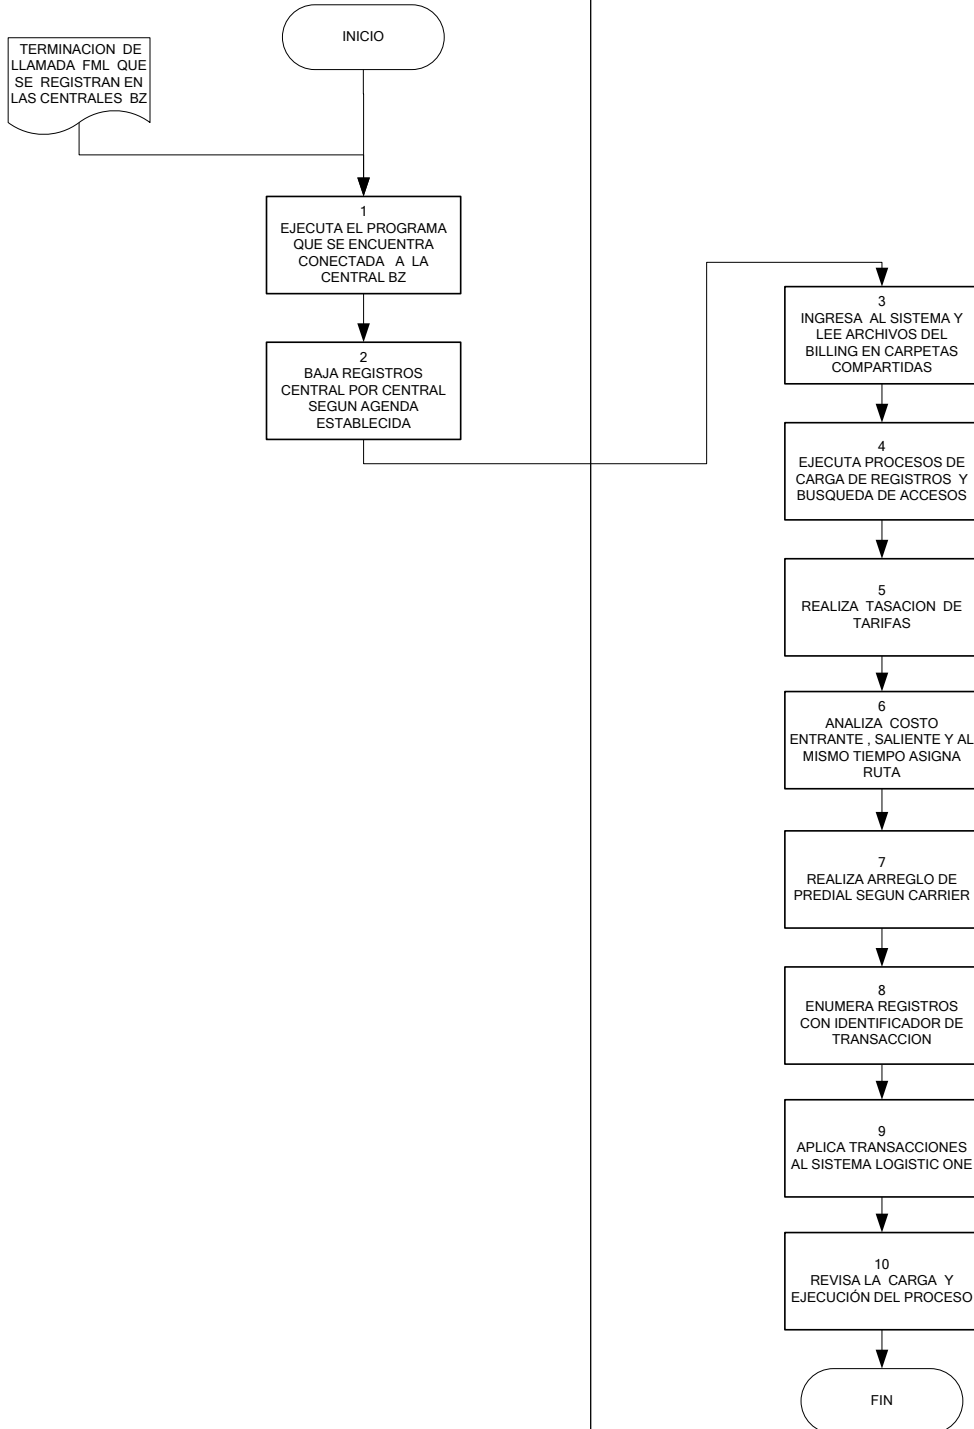 INICIO
TERMINACION DE
LLAMADA FML QUE
SE REGISTRAN EN
LAS CENTRALES BZ
1
EJECUTA EL PROGRAMA
QUE SE ENCUENTRA
CONECTADA A LA
CENTRAL BZ
2
BAJA REGISTROS
CENTRAL POR CENTRAL
SEGUN AGENDA
ESTABLECIDA
3
INGRESA AL SISTEMA Y
LEE ARCHIVOS DEL
BILLING EN CARPETAS
COMPARTIDAS
4
EJECUTA PROCESOS DE
CARGA DE REGISTROS Y
BUSQUEDA DE ACCESOS
5
REALIZA TASACION DE
TARIFAS
6
ANALIZA COSTO
ENTRANTE , SALIENTE Y AL
MISMO TIEMPO ASIGNA
RUTA
7
REALIZA ARREGLO DE
PREDIAL SEGUN CARRIER
8
ENUMERA REGISTROS
CON IDENTIFICADOR DE
TRANSACCION
9
APLICA TRANSACCIONES
AL SISTEMA LOGISTIC ONE
10
REVISA LA CARGA Y
EJECUCIÓN DEL PROCESO
FIN